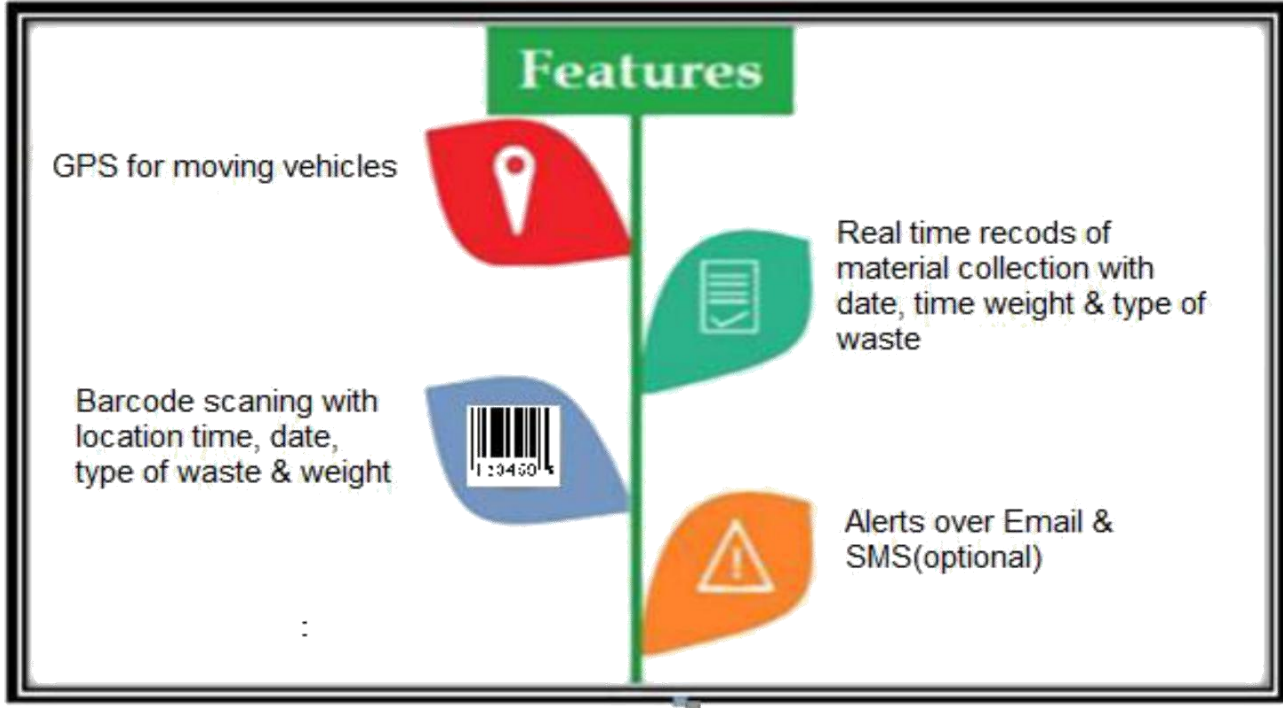 Features
GPS for moving vehicles
Real time recods of
material collection with
date, time weight & type of
waste
Barcode scaning with
location time, date,
type of waste & weight
Alerts over Email &
SMS(optional)
: